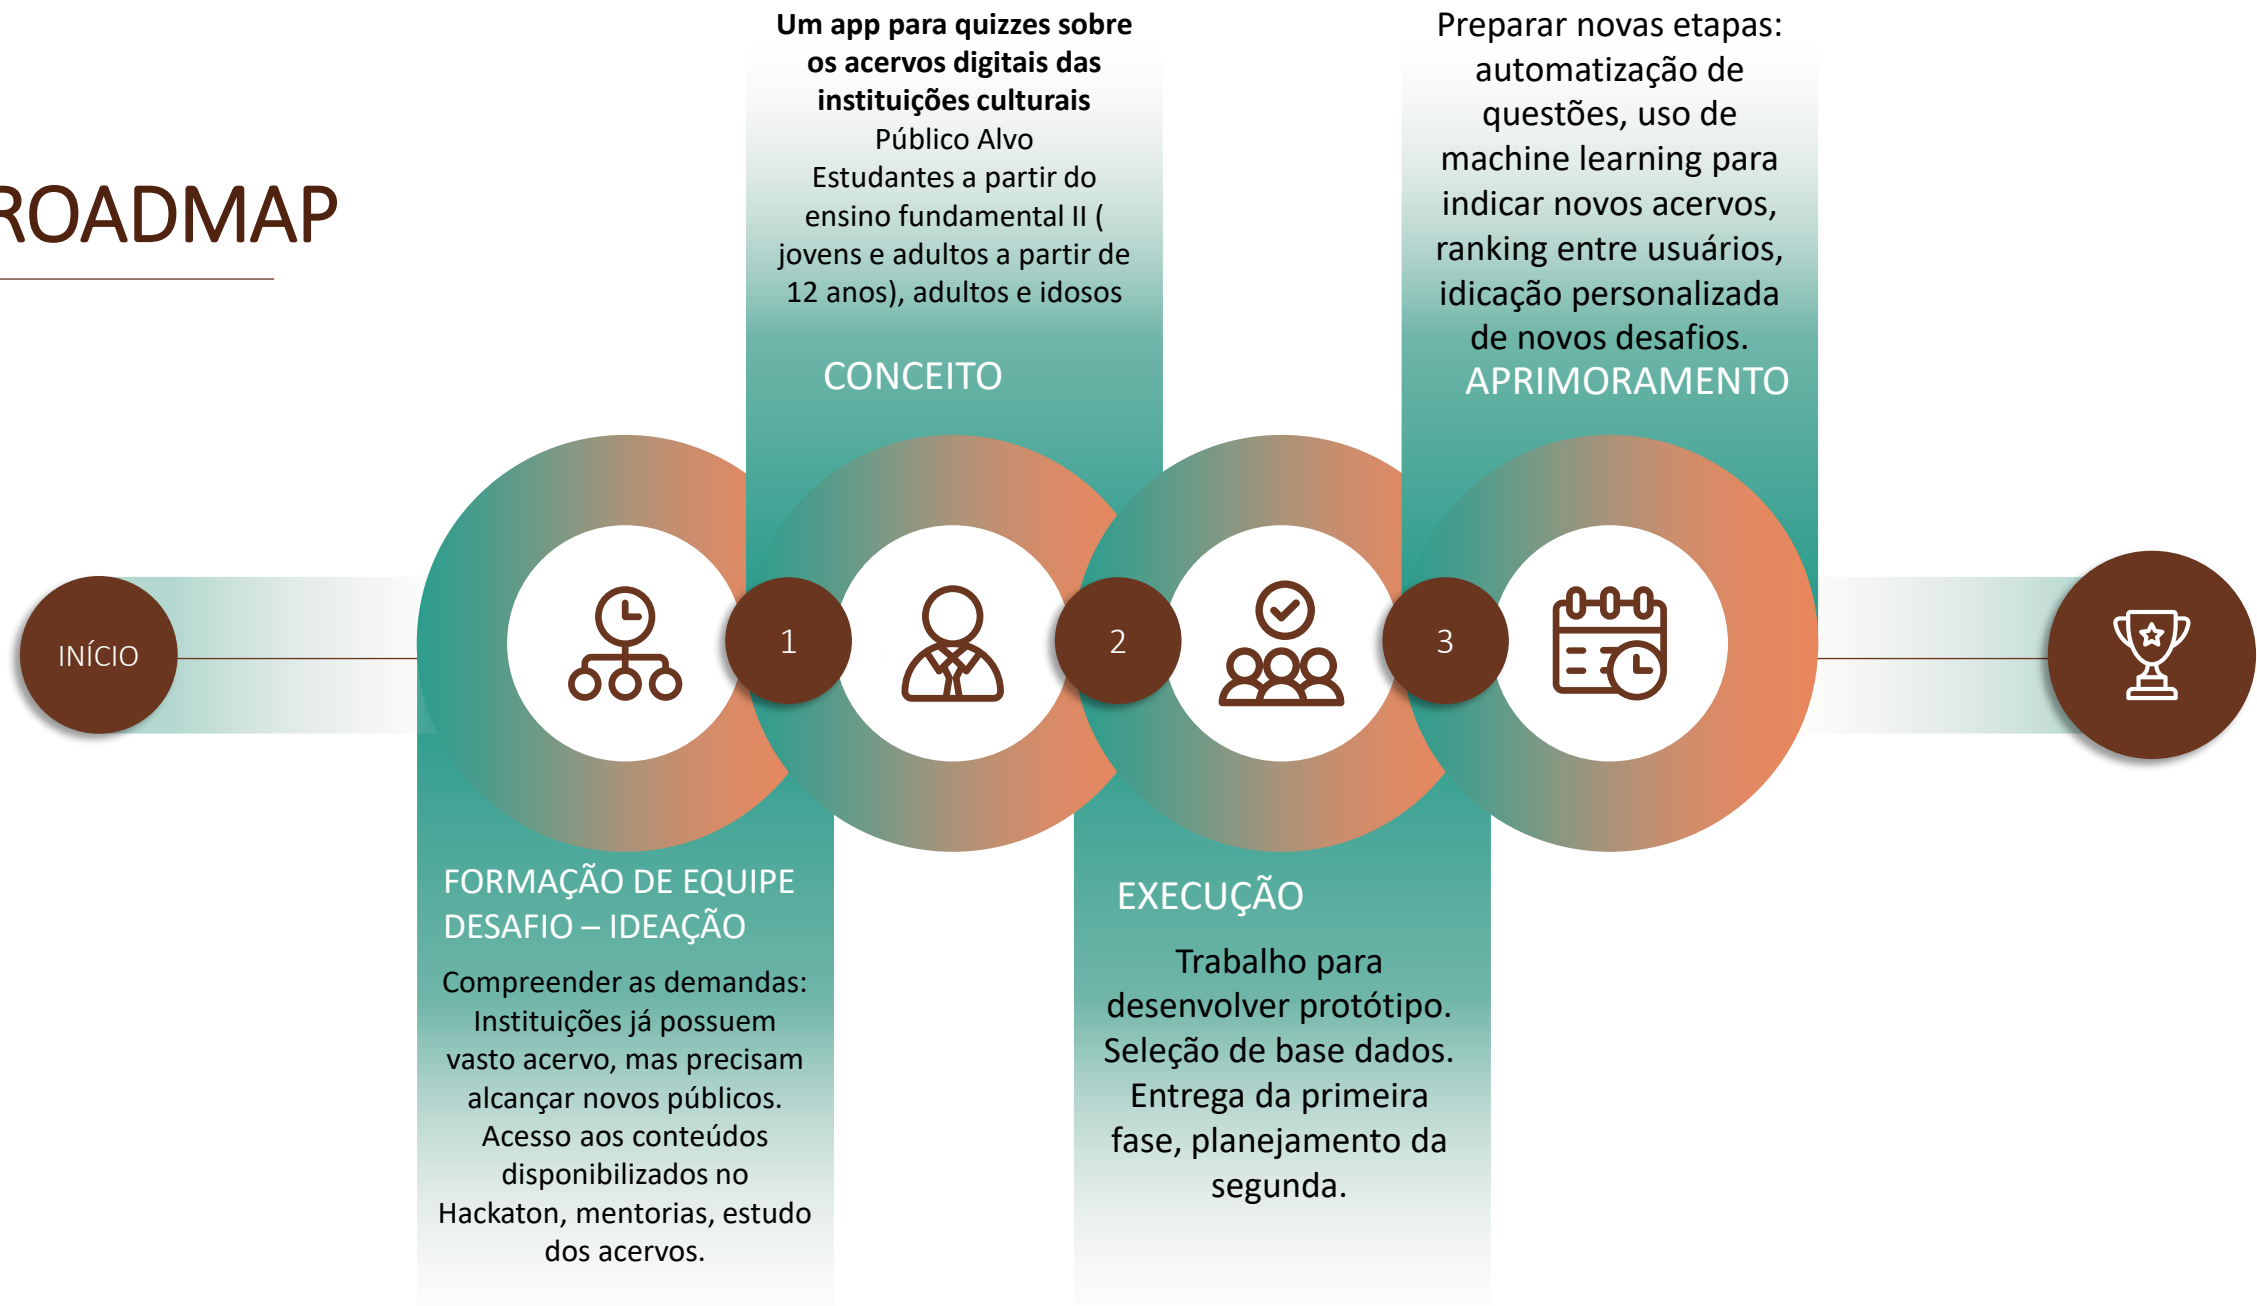 ROADMAP
Um app para quizzes sobre
os acervos digitais das
instituições culturais
Público Alvo
Estudantes a partir do
ensino fundamental II (
jovens e adultos a partir de
12 anos), adultos e idosos
CONCEITO
Preparar novas etapas:
automatização de
questões, uso de
machine learning para
indicar novos acervos,
ranking entre usuários,
idicação personalizada
de novos desafios.
APRIMORAMENTO
INÍCIO
1
2
3
FORMAÇÃO DE EQUIPE
DESAFIO – IDEAÇÃO
Compreender as demandas:
Instituições já possuem
vasto acervo, mas precisam
alcançar novos públicos.
Acesso aos conteúdos
disponibilizados no
Hackaton, mentorias, estudo
dos acervos.
EXECUÇÃO
Trabalho para
desenvolver protótipo.
Seleção de base dados.
Entrega da primeira
fase, planejamento da
segunda.